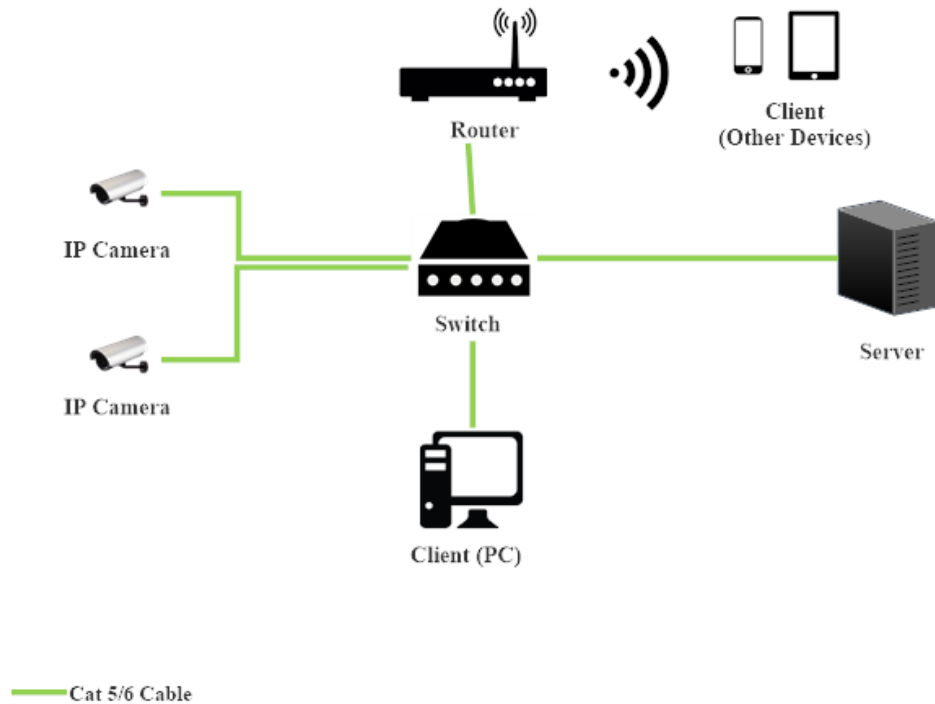 Router
Client
(Other Devices)
IP Camera
Switch
Server
IP Camera
Client (PC)
Cat 5/6 Cable